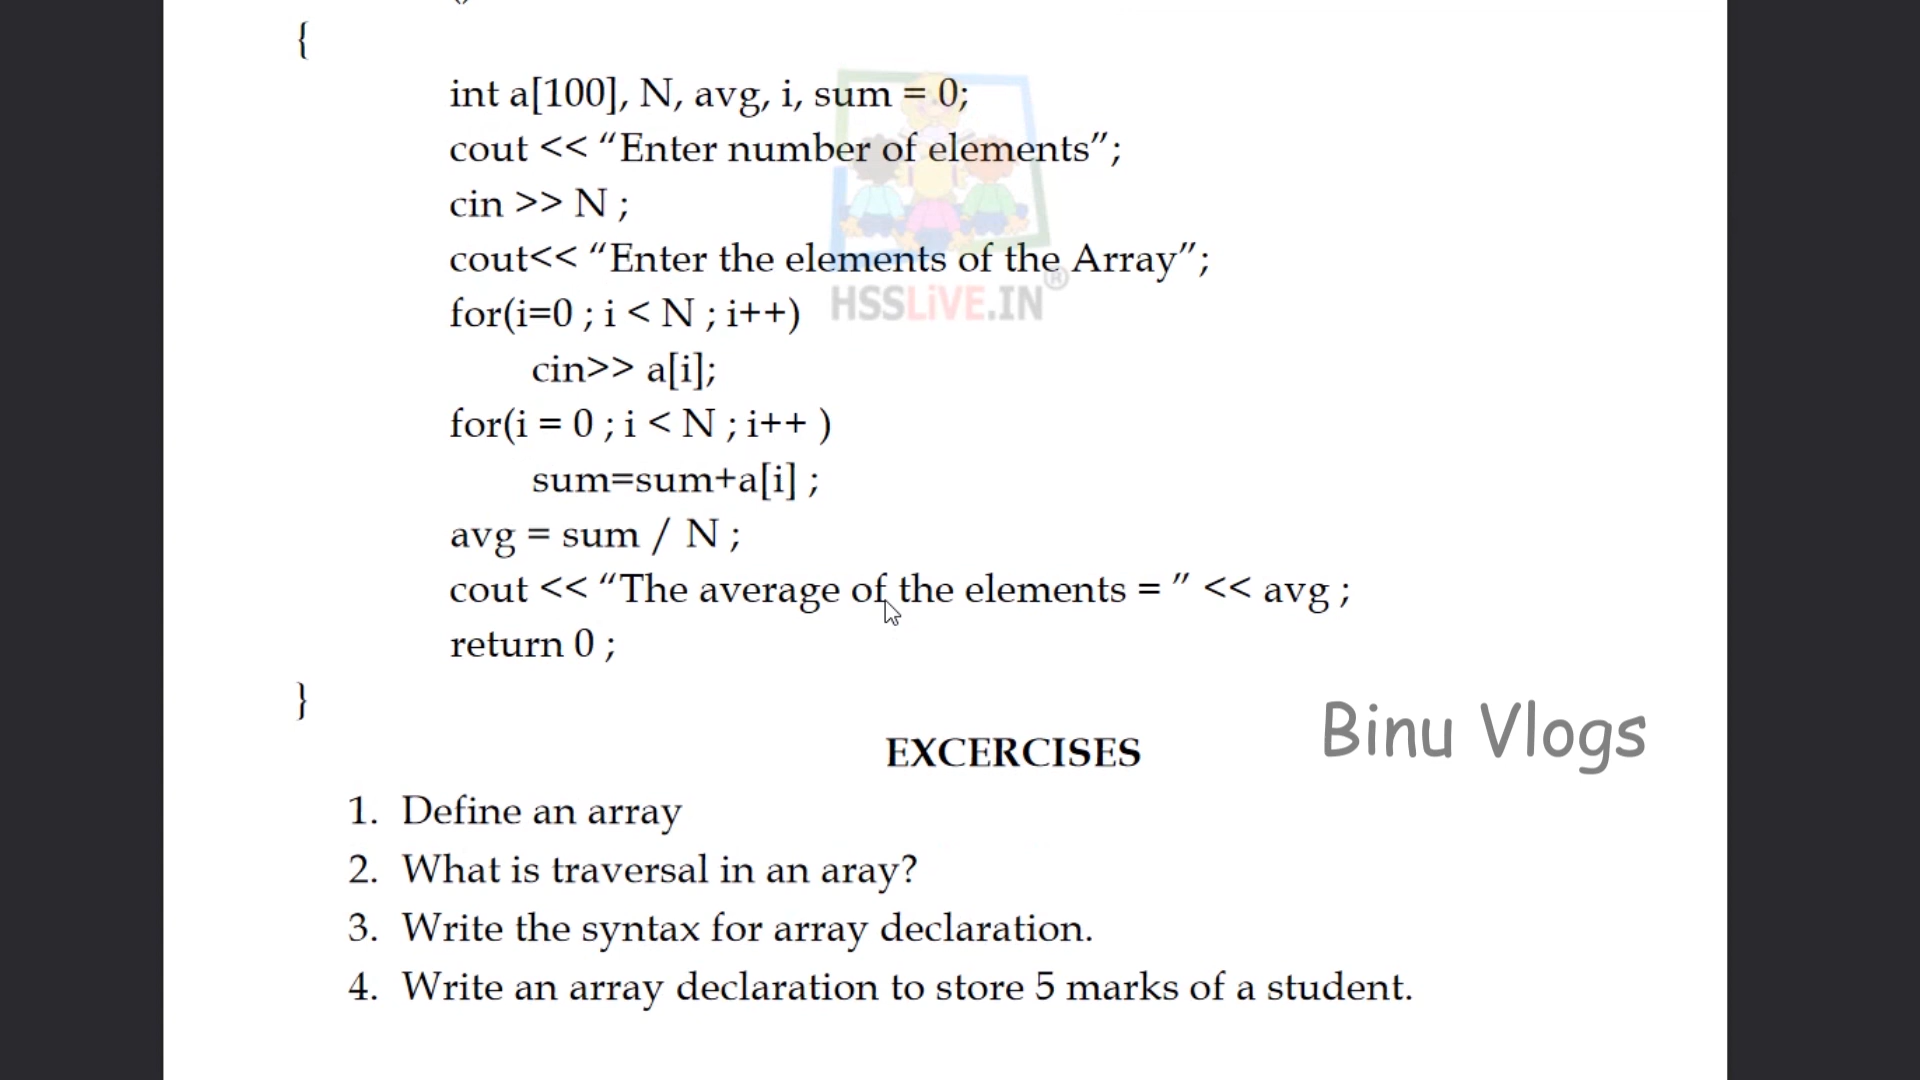 {
int a[100], N, avg, i, sum = 0;
cout << “Enter number of elements”;
cin >> N ;
cout<< “Enter the elements of the Array”;
for(i=0 ; i < N ; i++)
HSSLiVE.IN®
cin>> a[i];
for(i = 0 ; i < N ; i++ )
sum=sum+a[i] ;
avg = sum / N ;
cout << “The average of the elements = ” << avg ;
return 0 ;
}
Binu Vlogs
EXCERCISES
1. Define an array
2. What is traversal in an aray?
3. Write the syntax for array declaration.
4. Write an array declaration to store 5 marks of a student.